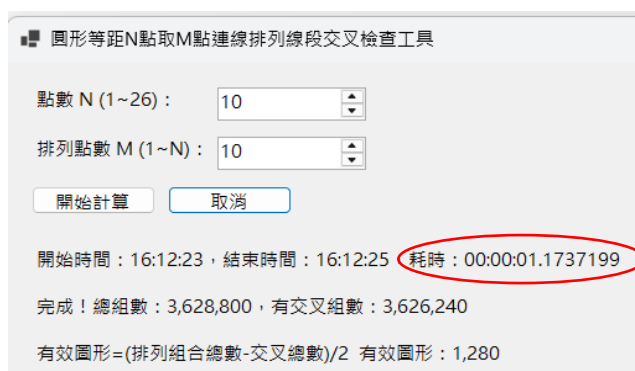 圓形等距N點取M點連線排列線段交叉檢查工具
點數 N (1~26)： 10
排列點數 M (1~N)： 10
開始計算 取消
開始時間：16:12:23，結束時間：16:12:25 耗時：00:00:01.1737199
完成！總組數：3,628,800，有交叉組數：3,626,240
有效圖形=(排列組合總數-交叉總數)/2 有效圖形：1,280